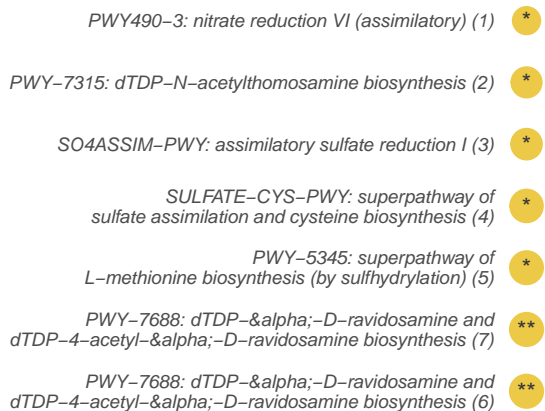 PWY490−3: nitrate reduction VI (assimilatory) (1) *
PWY−7315: dTDP−N−acetylthomosamine biosynthesis (2) *
SO4ASSIM−PWY: assimilatory sulfate reduction I (3) *
SULFATE−CYS−PWY: superpathway of
sulfate assimilation and cysteine biosynthesis (4) *
PWY−5345: superpathway of
L−methionine biosynthesis (by sulfhydrylation) (5) *
PWY−7688: dTDP−&alpha;−D−ravidosamine and
dTDP−4−acetyl−&alpha;−D−ravidosamine biosynthesis (7) **
PWY−7688: dTDP−&alpha;−D−ravidosamine and
dTDP−4−acetyl−&alpha;−D−ravidosamine biosynthesis (6) **